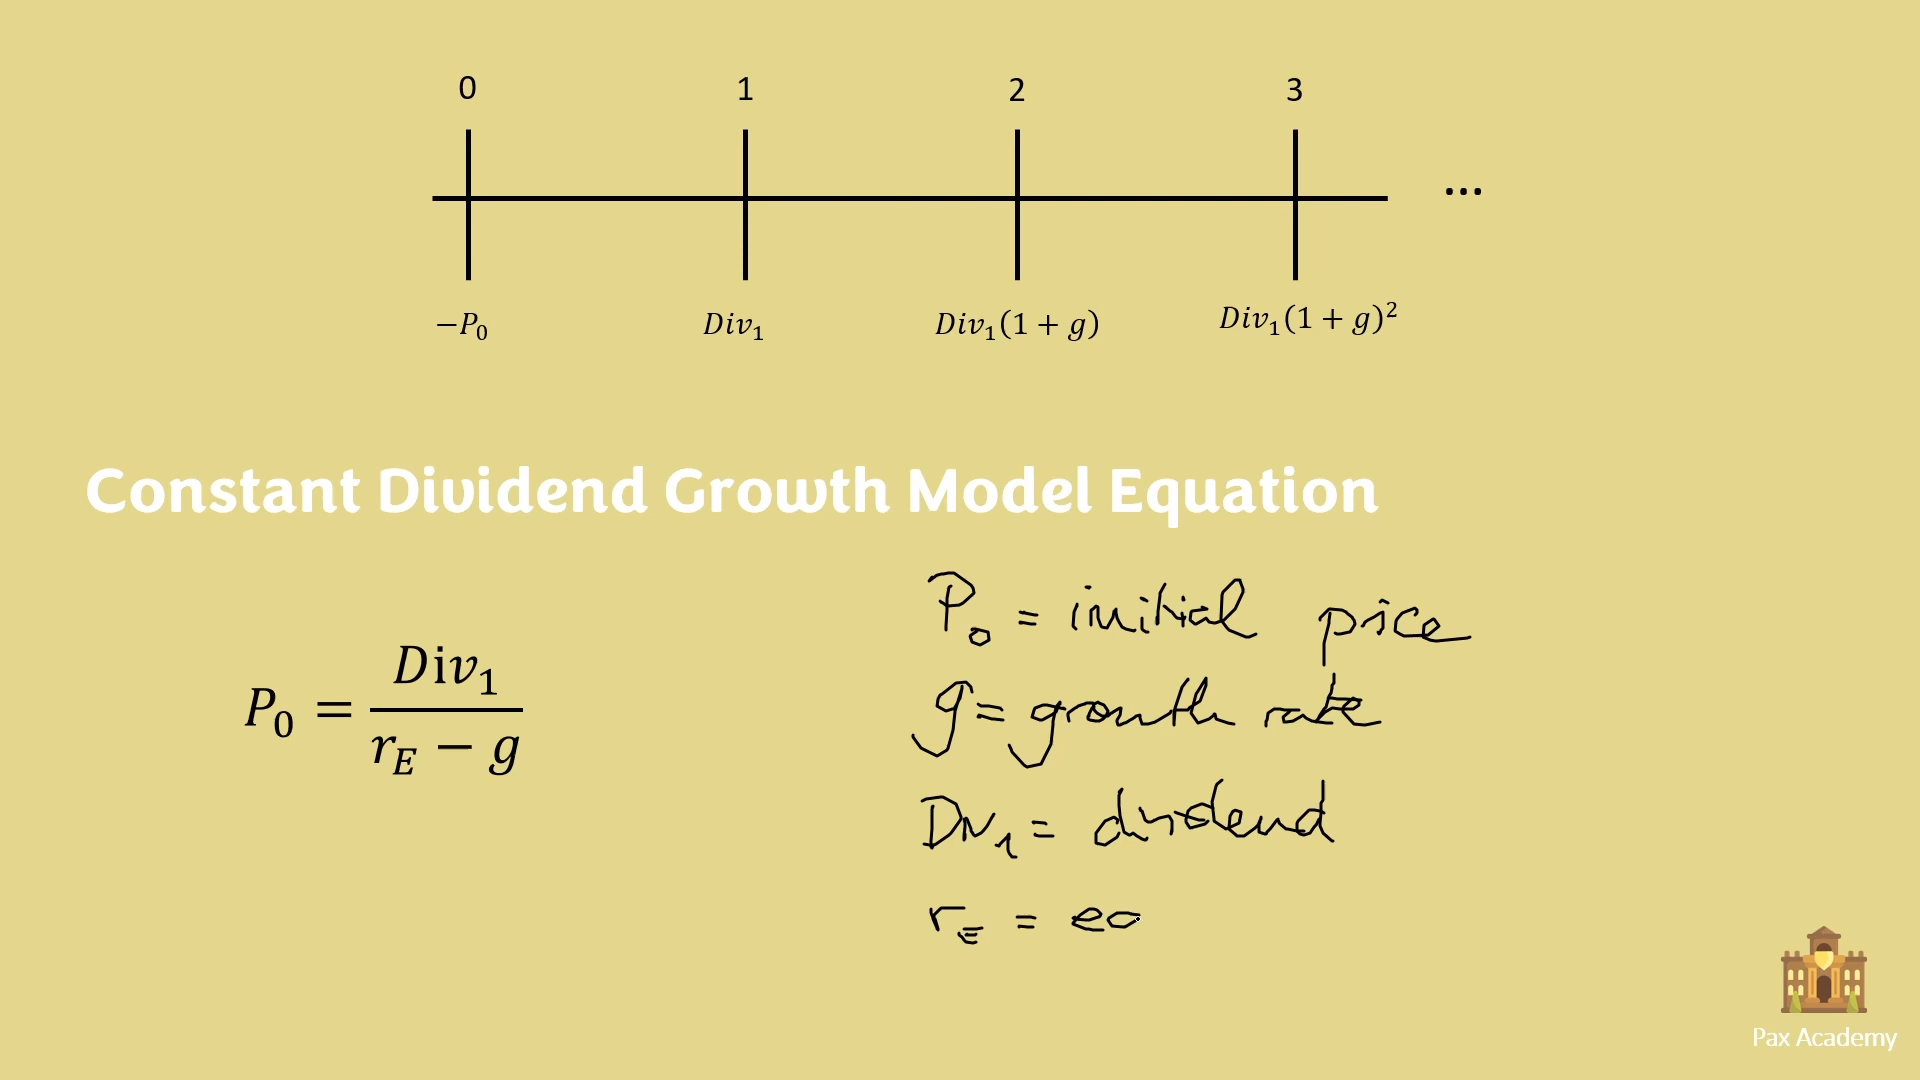 0 1 2 3
...
−P₀ Div₁ Div₁(1 + g) Div₁(1 + g)²
Constant Dividend Growth Model Equation
P₀ = initial price
g = growth rate
P₀ = Div₁ / (r_E − g)
Div₁ = dividend
r_E =
Pax Academy